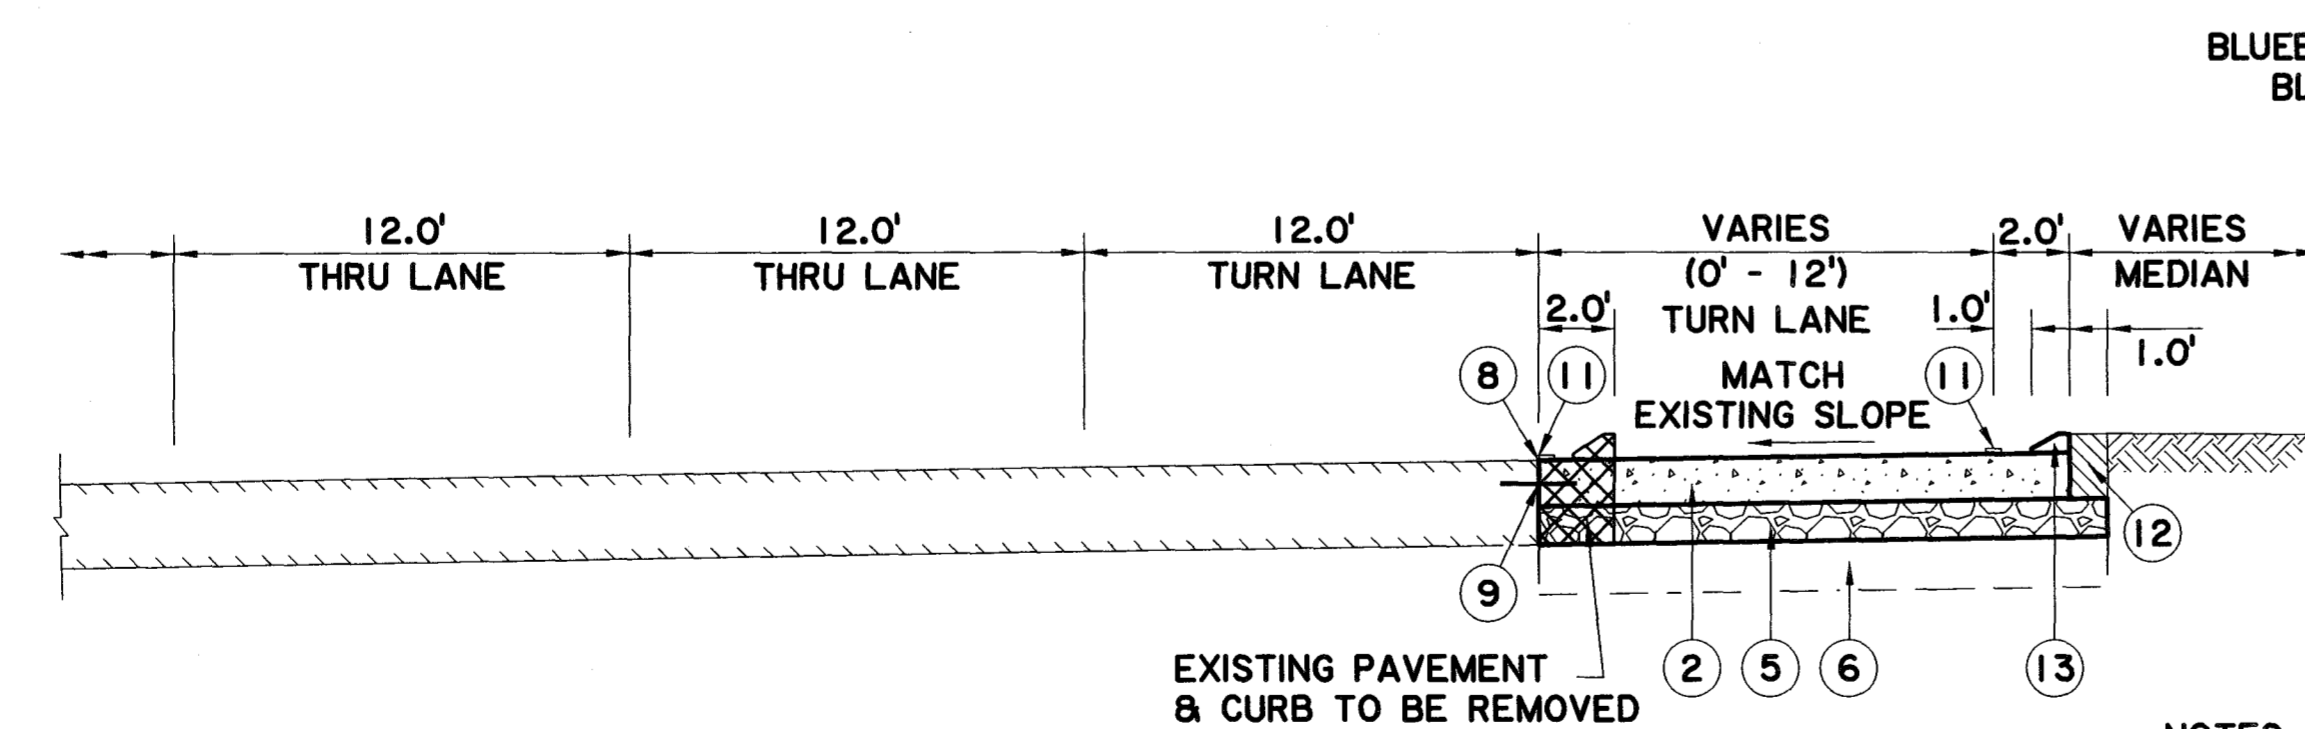 12.0'
THRU LANE
12.0'
THRU LANE
12.0'
TURN LANE
VARIES
(0' - 12')
TURN LANE
2.0'
VARIES
MEDIAN
2.0'
1.0'
1.0'
8
11
MATCH
EXISTING SLOPE
11
9
12
EXISTING PAVEMENT
& CURB TO BE REMOVED
2
5
6
13